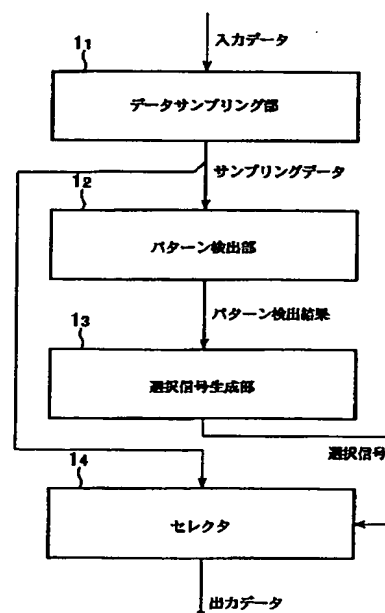 入力データ
11
データサンプリング部
サンプリングデータ
12
パターン検出部
パターン検出結果
13
選択信号生成部
選択信号
14
セレクタ
出力データ